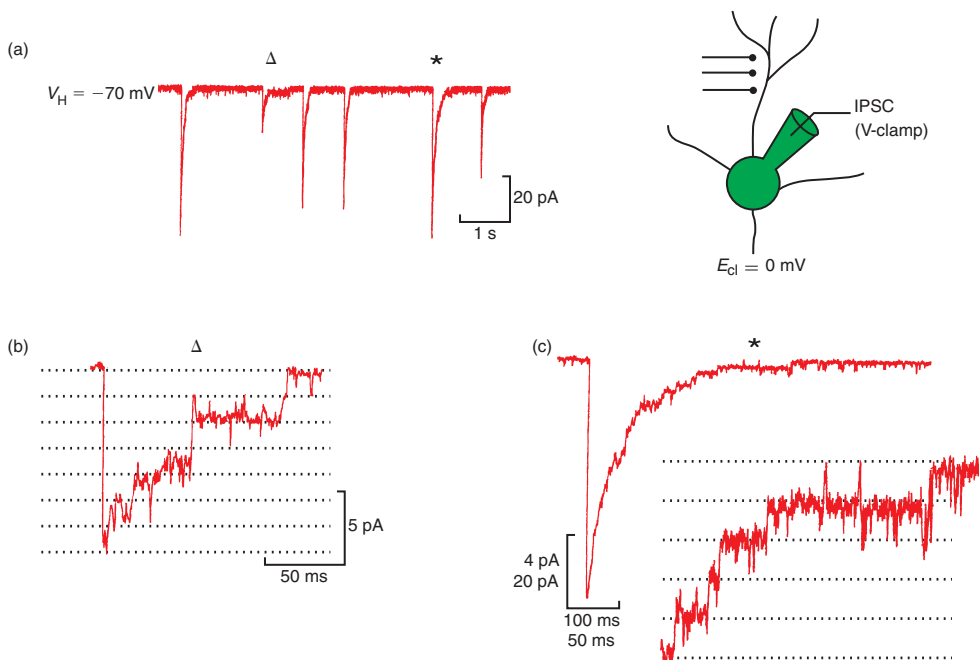 (a)
Δ
*
V_H = −70 mV
20 pA
1 s
IPSC
(V-clamp)
E_cl = 0 mV
(b)
Δ
5 pA
50 ms
(c)
*
4 pA
20 pA
100 ms
50 ms